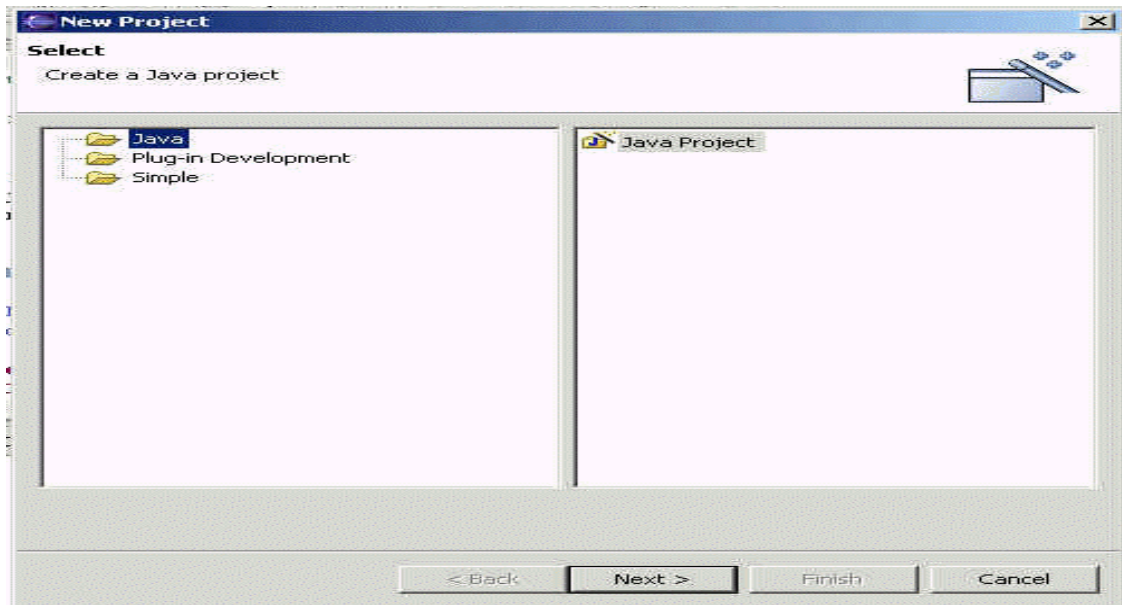 New Project
Select
Create a Java project
Java
Plug-in Development
Simple
Java Project
< Back
Next >
Finish
Cancel